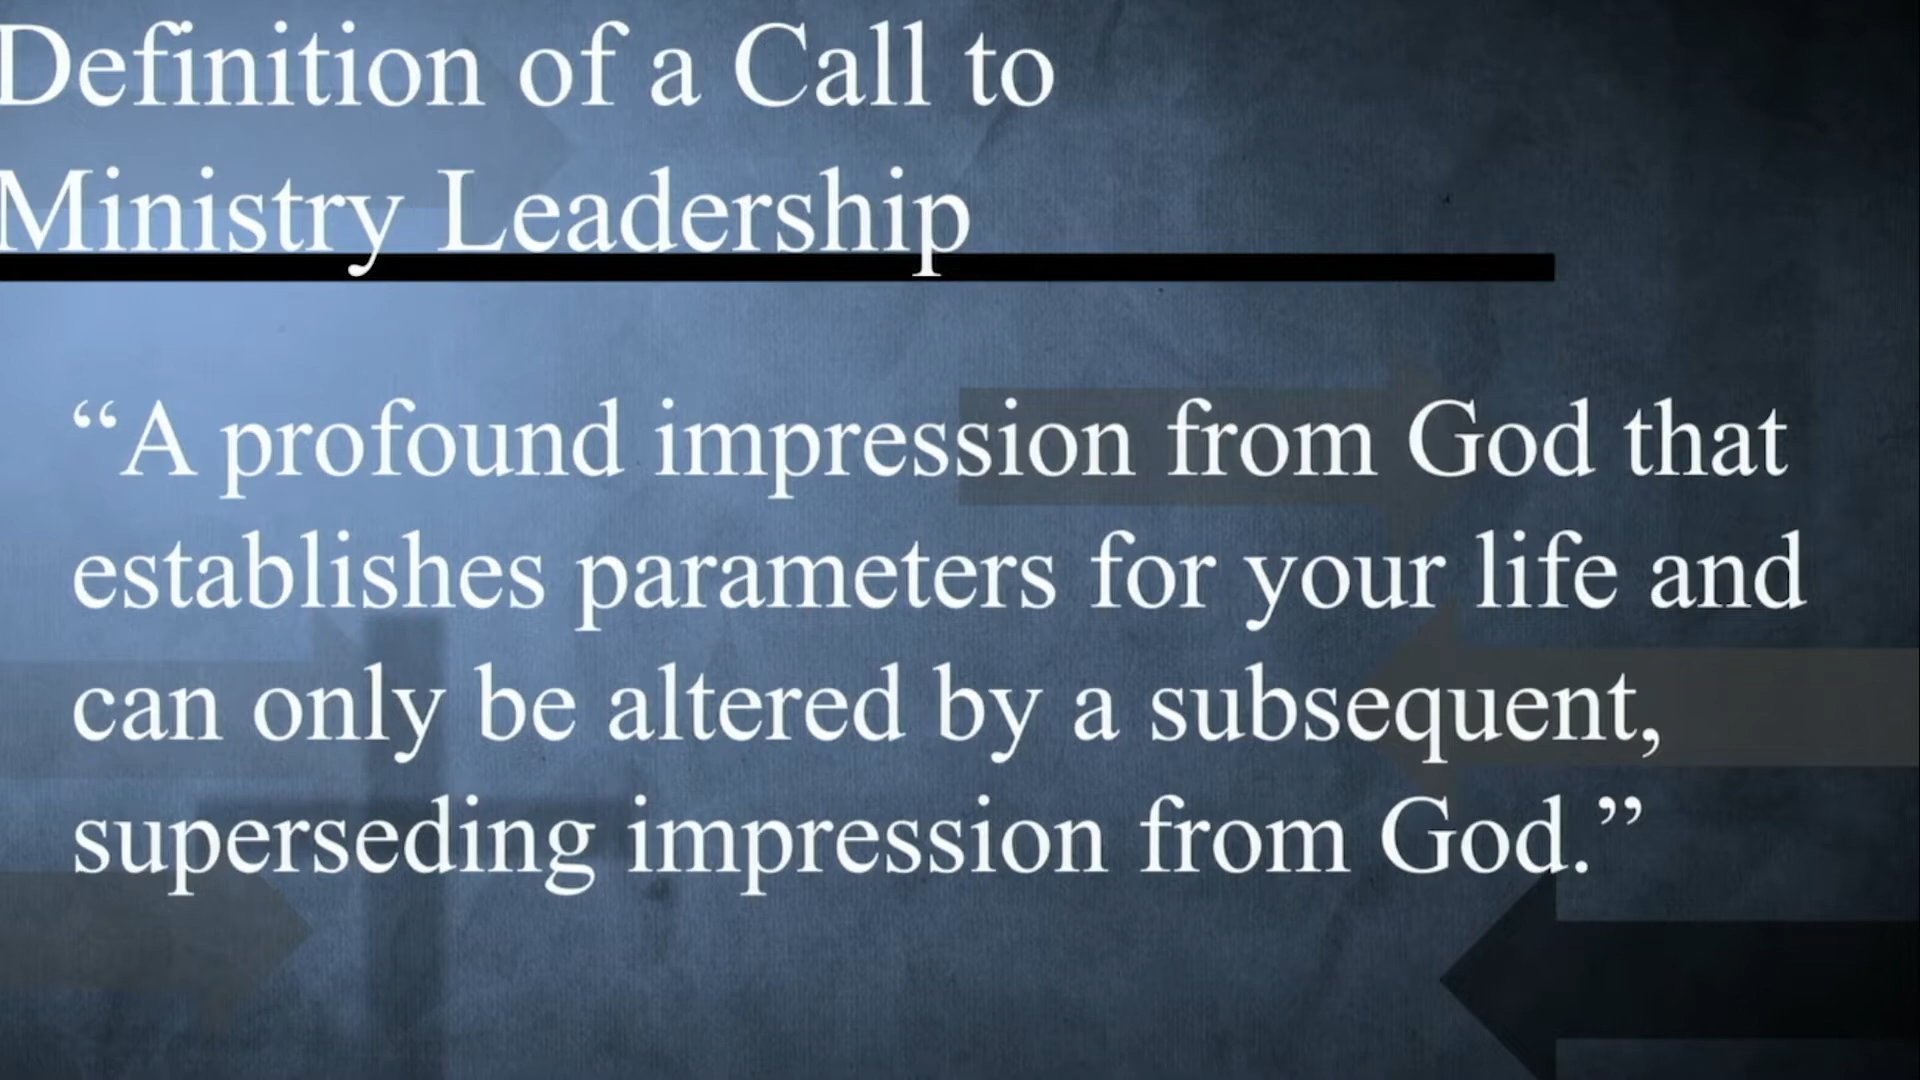 Definition of a Call to
Ministry Leadership
“A profound impression from God that
establishes parameters for your life and
can only be altered by a subsequent,
superseding impression from God.”